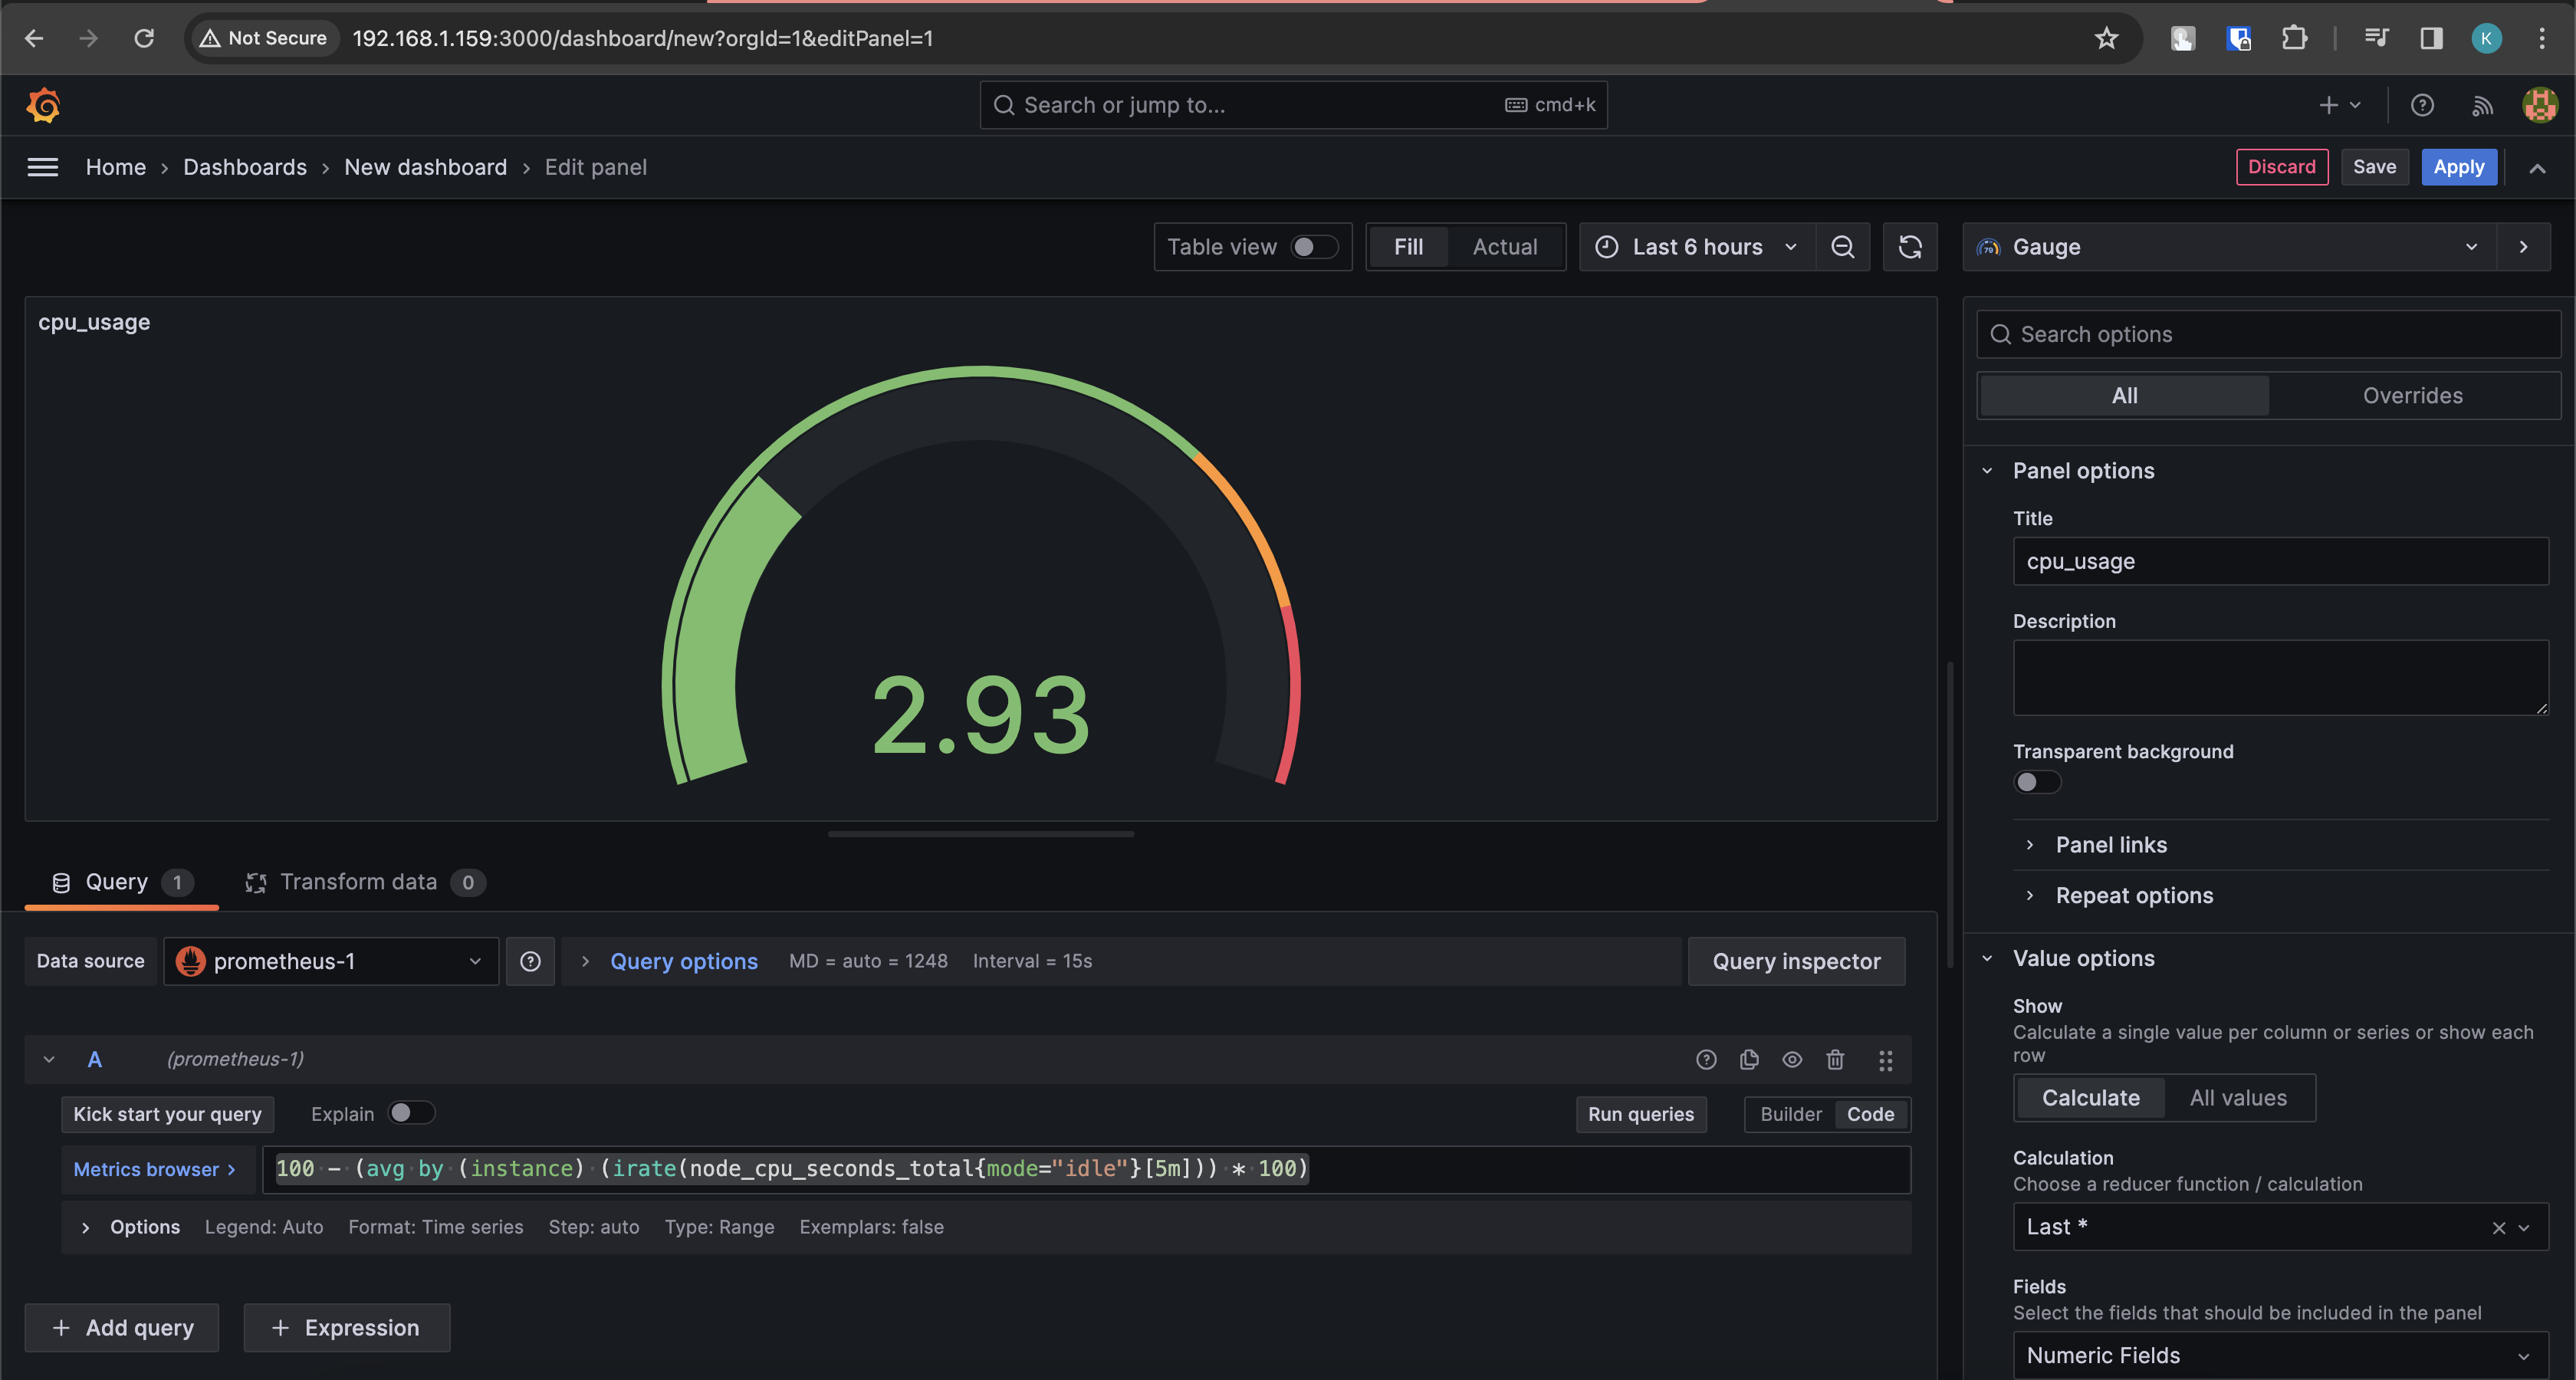 Not Secure 192.168.1.159:3000/dashboard/new?orgId=1&editPanel=1 K
Search or jump to... cmd+k
Home › Dashboards › New dashboard › Edit panel Discard Save Apply
Table view Fill Actual Last 6 hours Gauge
79
cpu_usage
2.93
Query 1 Transform data 0
Data source prometheus-1 Query options MD = auto = 1248 Interval = 15s Query inspector
A (prometheus-1)
Kick start your query Explain Run queries Builder Code
Metrics browser › 100 - (avg by (instance) (irate(node_cpu_seconds_total{mode="idle"}[5m])) * 100)
Options Legend: Auto Format: Time series Step: auto Type: Range Exemplars: false
+ Add query + Expression
Search options
All Overrides
Panel options
Title
cpu_usage
Description
Transparent background
Panel links
Repeat options
Value options
Show
Calculate a single value per column or series or show each
row
Calculate All values
Calculation
Choose a reducer function / calculation
Last *
Fields
Select the fields that should be included in the panel
Numeric Fields